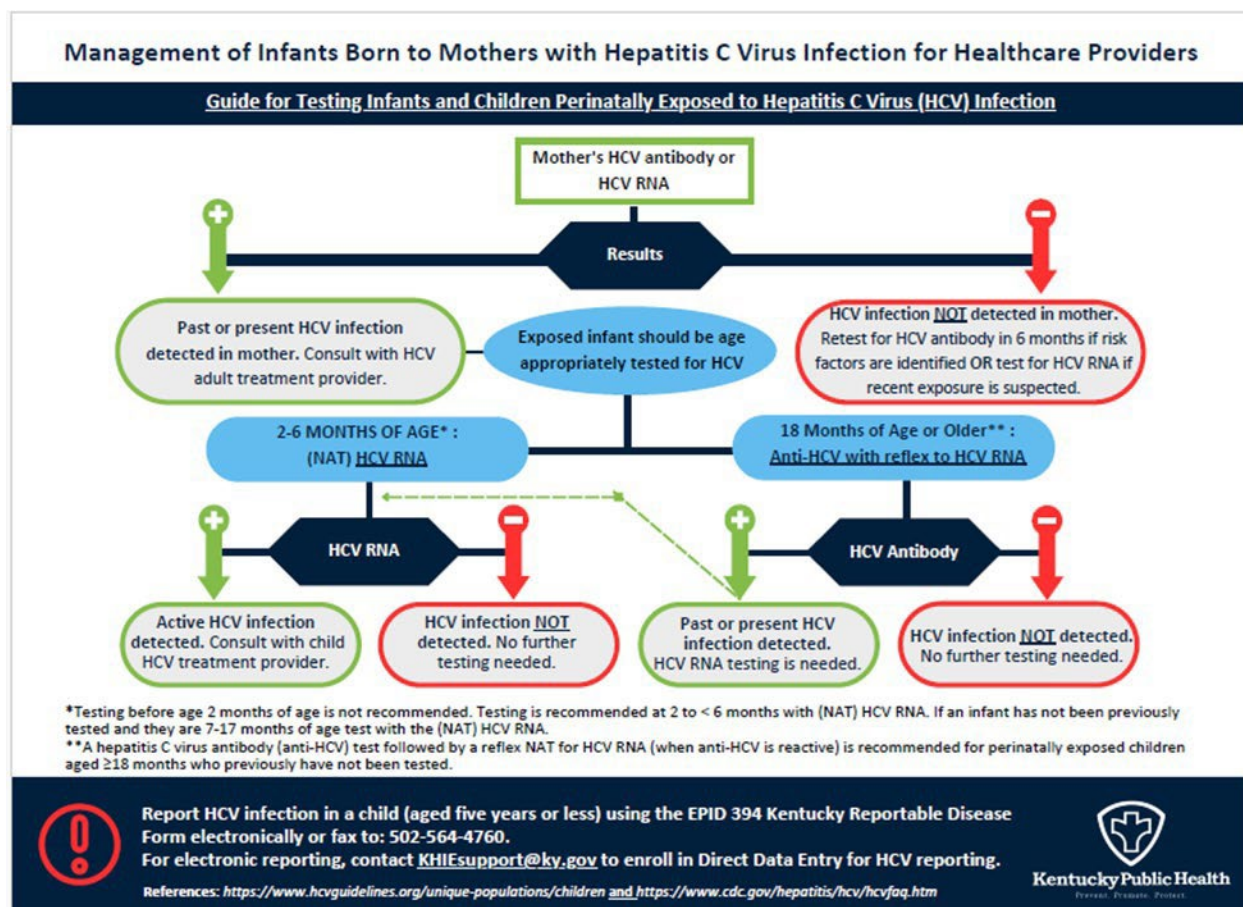 Management of Infants Born to Mothers with Hepatitis C Virus Infection for Healthcare Providers
Guide for Testing Infants and Children Perinatally Exposed to Hepatitis C Virus (HCV) Infection
Mother's HCV antibody or
HCV RNA
Results
Past or present HCV infection
detected in mother. Consult with HCV
adult treatment provider.
Exposed infant should be age
appropriately tested for HCV
HCV infection NOT detected in mother.
Retest for HCV antibody in 6 months if risk
factors are identified OR test for HCV RNA if
recent exposure is suspected.
2-6 MONTHS OF AGE* :
(NAT) HCV RNA
18 Months of Age or Older** :
Anti-HCV with reflex to HCV RNA
HCV RNA
HCV Antibody
Active HCV infection
detected. Consult with child
HCV treatment provider.
HCV infection NOT
detected. No further
testing needed.
Past or present HCV
infection detected.
HCV RNA testing is needed.
HCV infection NOT detected.
No further testing needed.
*Testing before age 2 months of age is not recommended. Testing is recommended at 2 to < 6 months with (NAT) HCV RNA. If an infant has not been previously
tested and they are 7-17 months of age test with the (NAT) HCV RNA.
**A hepatitis C virus antibody (anti-HCV) test followed by a reflex NAT for HCV RNA (when anti-HCV is reactive) is recommended for perinatally exposed children
aged ≥18 months who previously have not been tested.
Report HCV infection in a child (aged five years or less) using the EPID 394 Kentucky Reportable Disease
Form electronically or fax to: 502-564-4760.
For electronic reporting, contact KHIEsupport@ky.gov to enroll in Direct Data Entry for HCV reporting.
References: https://www.hcvguidelines.org/unique-populations/children and https://www.cdc.gov/hepatitis/hcv/hcvfaq.htm
Kentucky Public Health
Prevent. Promote. Protect.